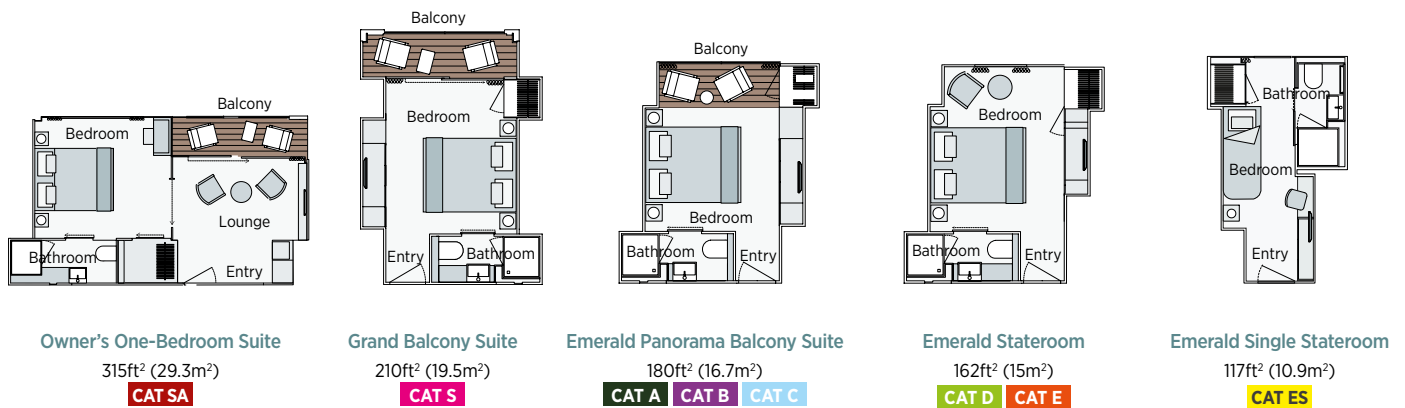 Balcony
Bedroom
Lounge
Bathroom
Entry
Owner's One-Bedroom Suite
315ft² (29.3m²)
CAT SA
Balcony
Bedroom
Entry
Bathroom
Grand Balcony Suite
210ft² (19.5m²)
CAT S
Balcony
Bedroom
Bathroom
Entry
Emerald Panorama Balcony Suite
180ft² (16.7m²)
CAT A CAT B CAT C
Bedroom
Bathroom
Entry
Emerald Stateroom
162ft² (15m²)
CAT D CAT E
Bathroom
Bedroom
Entry
Emerald Single Stateroom
117ft² (10.9m²)
CAT ES